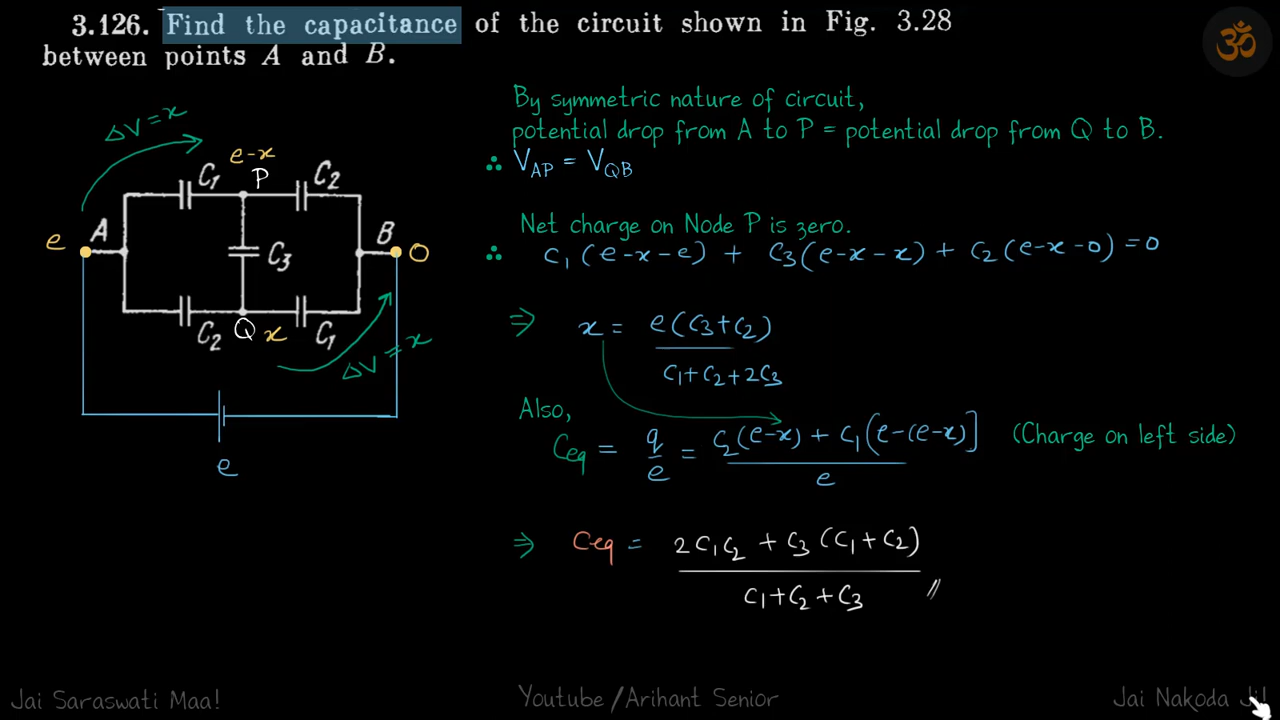 3.126. Find the capacitance of the circuit shown in Fig. 3.28
between points A and B.
ॐ
By symmetric nature of circuit,
potential drop from A to P = potential drop from Q to B.
∴ V_AP = V_QB
Net charge on Node P is zero.
∴ C₁(e-x-e) + C₃(e-x-x) + C₂(e-x-0) = 0
⇒ x = e(C₃+C₂)
C₁+C₂+2C₃
Also,
Ceq = q/e = C₂(e-x) + C₁(e-(e-x)] (Charge on left side)
e
⇒ Ceq = 2C₁C₂ + C₃(C₁+C₂)
C₁+C₂+C₃ //
ΔV=x
e-x
C₁ P C₂
e A B 0
C₃
C₂ Q x C₁
ΔV=x
e
Jai Saraswati Maa! Youtube/Arihant Senior Jai Nakoda Ji!